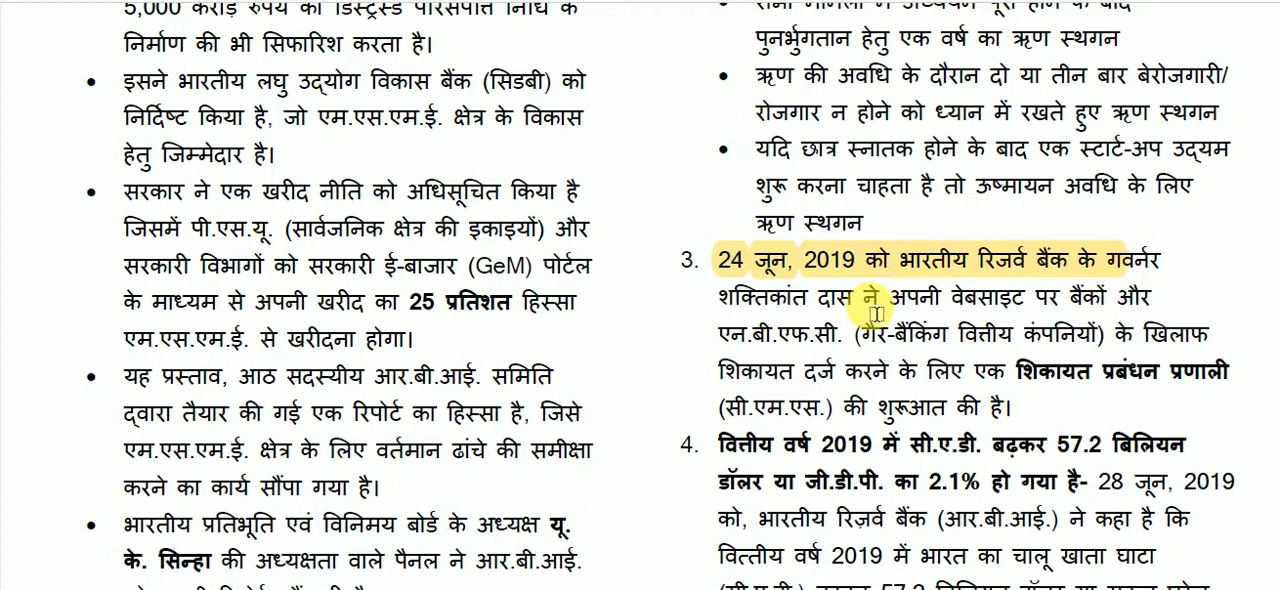 5,000 करोड़ रुपये की डिस्ट्रेस्ड परिसंपत्ति निधि के
निर्माण की भी सिफारिश करता है।
• इसने भारतीय लघु उद्योग विकास बैंक (सिडबी) को
निर्दिष्ट किया है, जो एम.एस.एम.ई. क्षेत्र के विकास
हेतु जिम्मेदार है।
• सरकार ने एक खरीद नीति को अधिसूचित किया है
जिसमें पी.एस.यू. (सार्वजनिक क्षेत्र की इकाइयों) और
सरकारी विभागों को सरकारी ई-बाजार (GeM) पोर्टल
के माध्यम से अपनी खरीद का 25 प्रतिशत हिस्सा
एम.एस.एम.ई. से खरीदना होगा।
• यह प्रस्ताव, आठ सदस्यीय आर.बी.आई. समिति
द्वारा तैयार की गई एक रिपोर्ट का हिस्सा है, जिसे
एम.एस.एम.ई. क्षेत्र के लिए वर्तमान ढांचे की समीक्षा
करने का कार्य सौंपा गया है।
• भारतीय प्रतिभूति एवं विनिमय बोर्ड के अध्यक्ष यू.
के. सिन्हा की अध्यक्षता वाले पैनल ने आर.बी.आई.
पुनर्भुगतान हेतु एक वर्ष का ऋण स्थगन
• ऋण की अवधि के दौरान दो या तीन बार बेरोजगारी/
रोजगार न होने को ध्यान में रखते हुए ऋण स्थगन
• यदि छात्र स्नातक होने के बाद एक स्टार्ट-अप उद्यम
शुरू करना चाहता है तो ऊष्मायन अवधि के लिए
ऋण स्थगन
3. 24 जून, 2019 को भारतीय रिजर्व बैंक के गवर्नर
शक्तिकांत दास ने अपनी वेबसाइट पर बैंकों और
एन.बी.एफ.सी. (गैर-बैंकिंग वित्तीय कंपनियों) के खिलाफ
शिकायत दर्ज करने के लिए एक शिकायत प्रबंधन प्रणाली
(सी.एम.एस.) की शुरूआत की है।
4. वित्तीय वर्ष 2019 में सी.ए.डी. बढ़कर 57.2 बिलियन
डॉलर या जी.डी.पी. का 2.1% हो गया है- 28 जून, 2019
को, भारतीय रिज़र्व बैंक (आर.बी.आई.) ने कहा है कि
वित्तीय वर्ष 2019 में भारत का चालू खाता घाटा